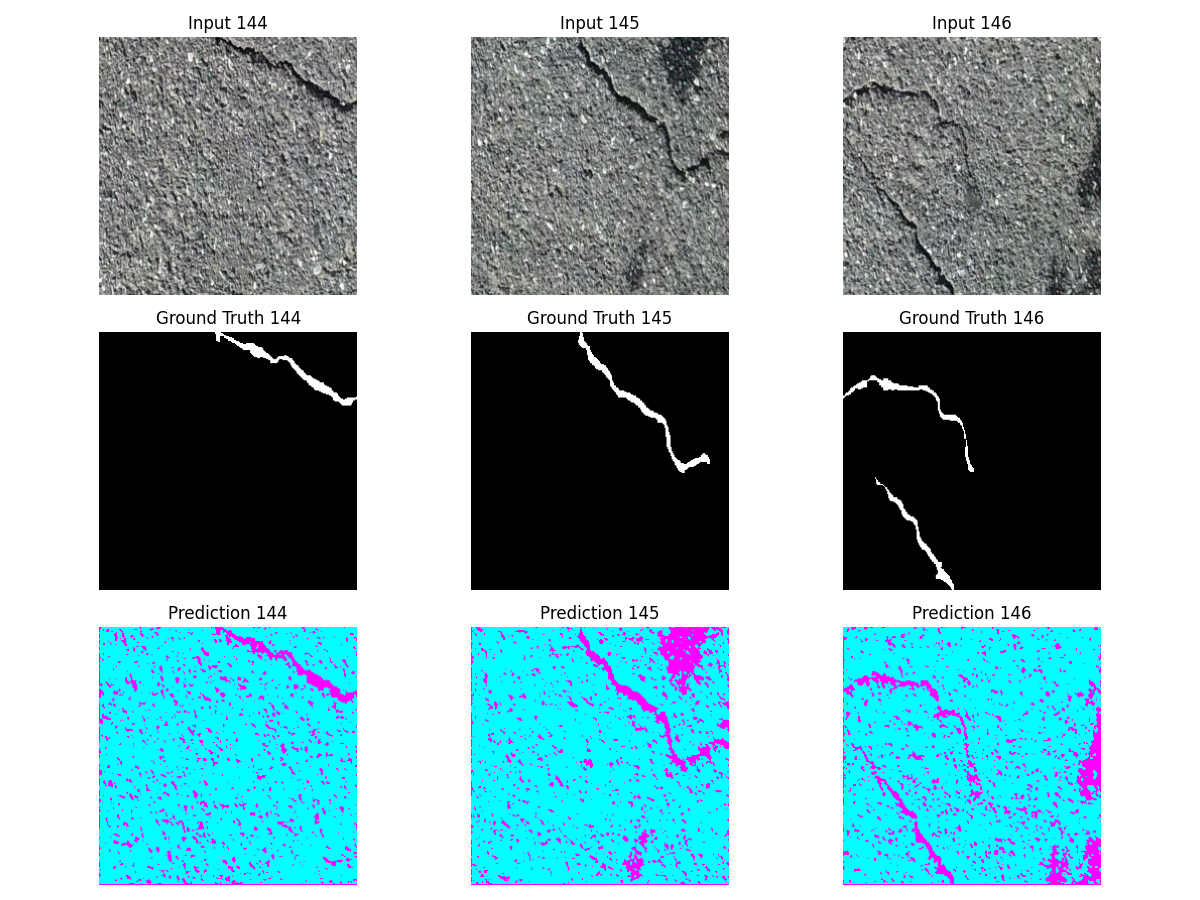 Input 144
Input 145
Input 146
Ground Truth 144
Ground Truth 145
Ground Truth 146
Prediction 144
Prediction 145
Prediction 146